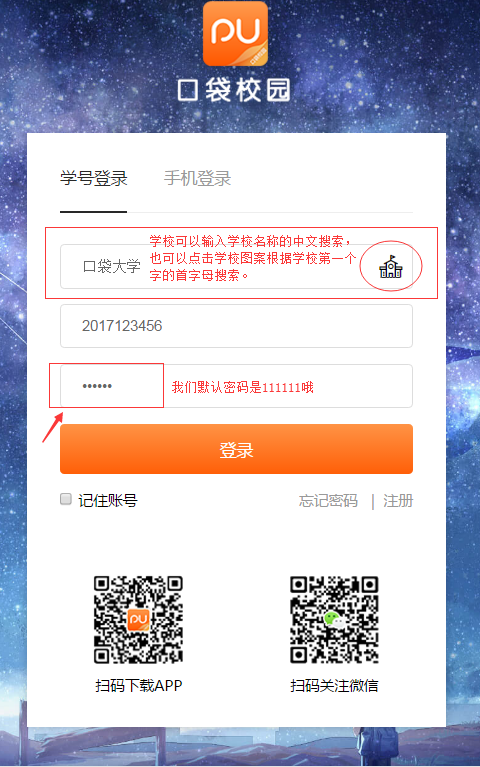 PU
口袋校园
学号登录 手机登录
学校可以输入学校名称的中文搜索，
也可以点击学校图案根据学校第一个
字的首字母搜索。
口袋大学
2017123456
••••••
我们默认密码是111111哦
登录
记住账号 忘记密码 | 注册
扫码下载APP 扫码关注微信